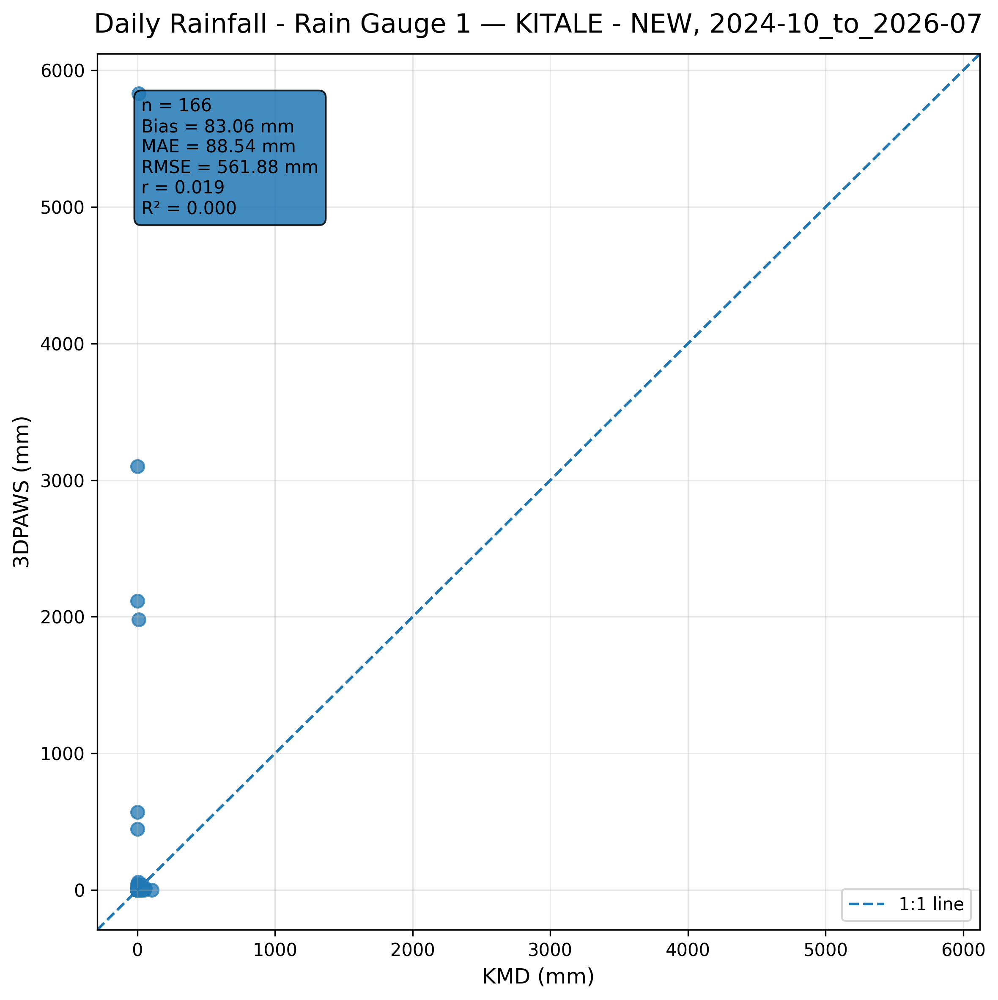 Daily Rainfall - Rain Gauge 1 — KITALE - NEW, 2024-10_to_2026-07
6000
5000
4000
3000
2000
1000
0
3DPAWS (mm)
n = 166
Bias = 83.06 mm
MAE = 88.54 mm
RMSE = 561.88 mm
r = 0.019
R² = 0.000
1:1 line
0 1000 2000 3000 4000 5000 6000
KMD (mm)